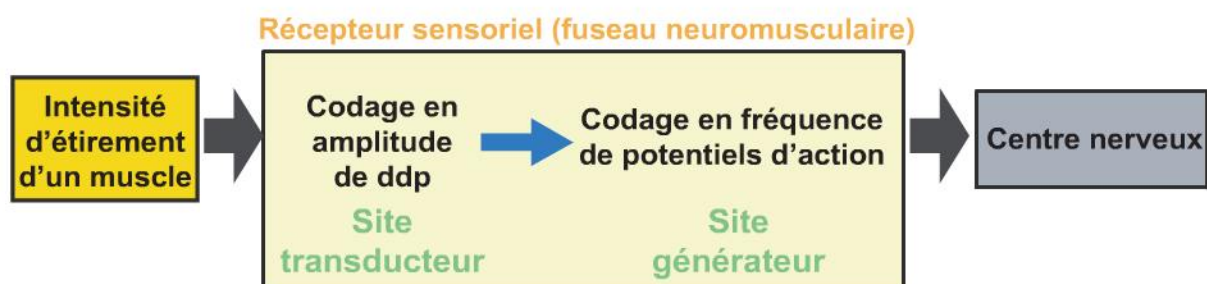 Récepteur sensoriel (fuseau neuromusculaire)
Intensité
d'étirement
d'un muscle
Codage en
amplitude
de ddp
Site
transducteur
Codage en fréquence
de potentiels d'action
Site
générateur
Centre nerveux